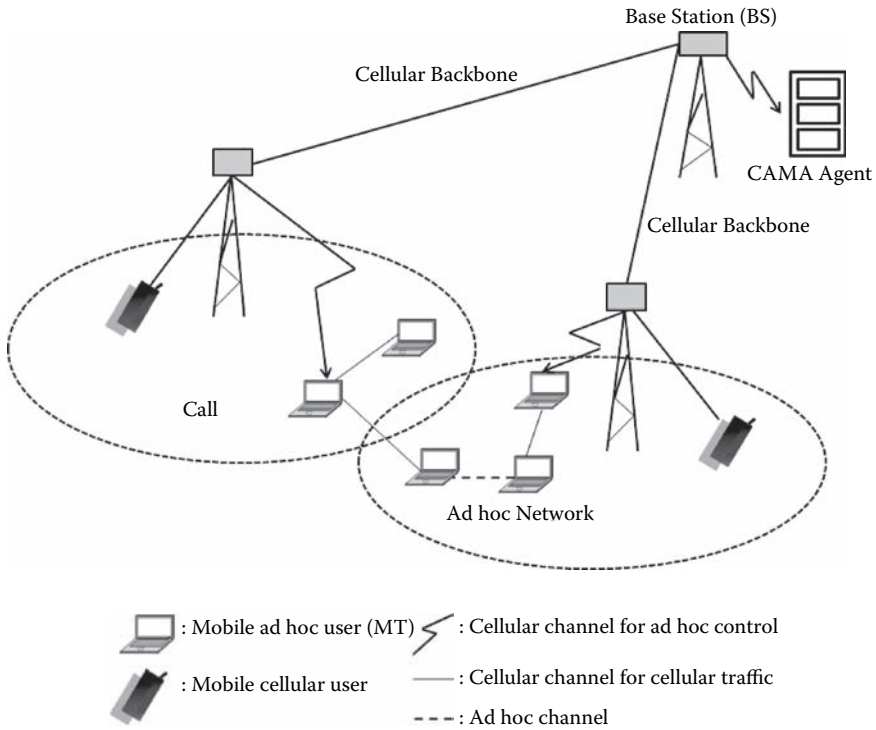 Base Station (BS)
Cellular Backbone
CAMA Agent
Cellular Backbone
Call
Ad hoc Network
: Mobile ad hoc user (MT)
: Cellular channel for ad hoc control
: Mobile cellular user
: Cellular channel for cellular traffic
: Ad hoc channel